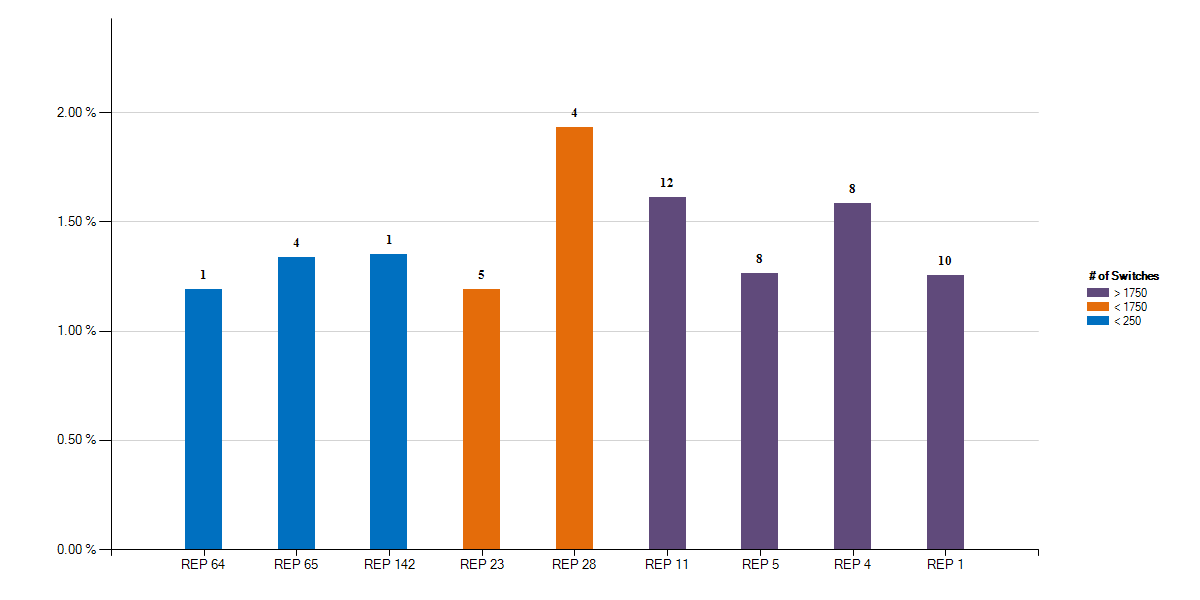 2.00 %
1.50 %
1.00 %
0.50 %
0.00 %
1
4
1
5
4
12
8
8
10
REP 64
REP 65
REP 142
REP 23
REP 28
REP 11
REP 5
REP 4
REP 1
# of Switches
> 1750
< 1750
< 250